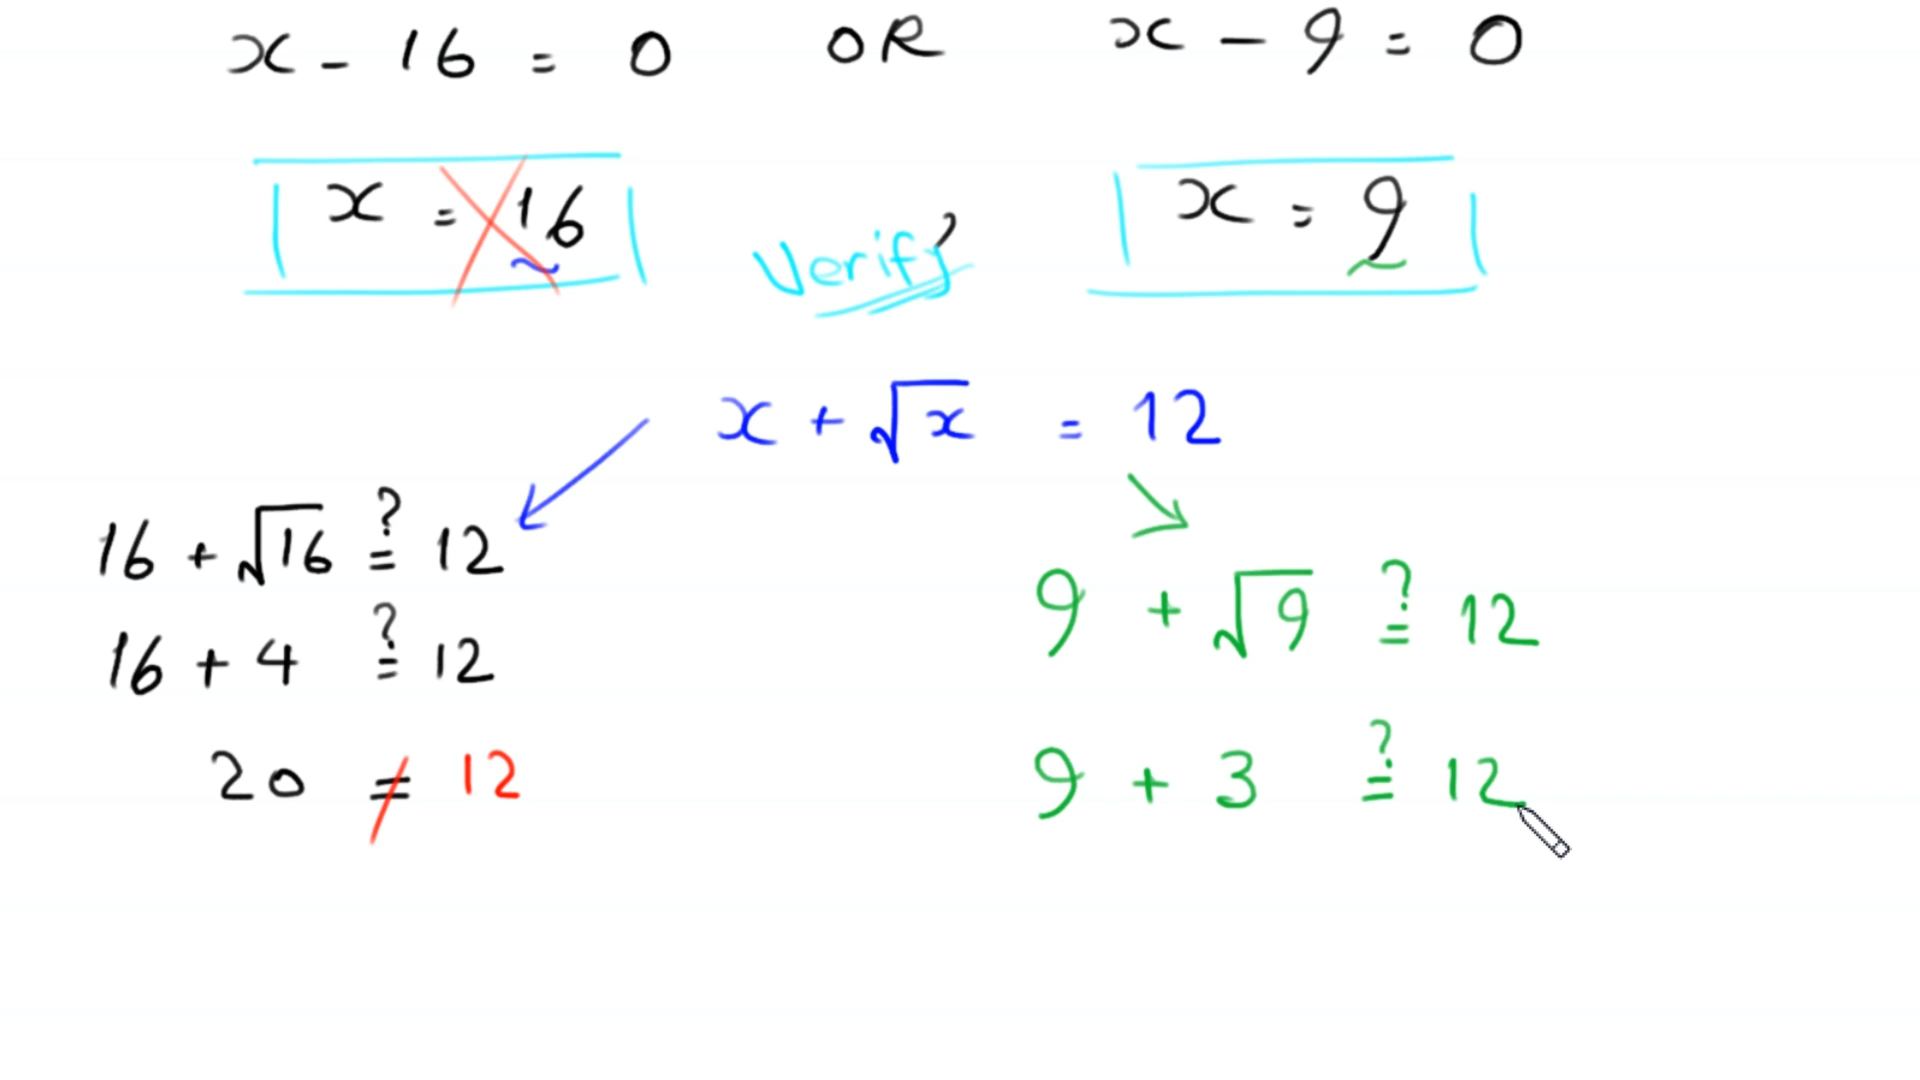 x - 16 = 0 OR x - 9 = 0
x = 16 x = 9
Verify
x + √x = 12
16 + √16 ≟ 12
9 + √9 ≟ 12
16 + 4 ≟ 12
20 ≠ 12
9 + 3 ≟ 12